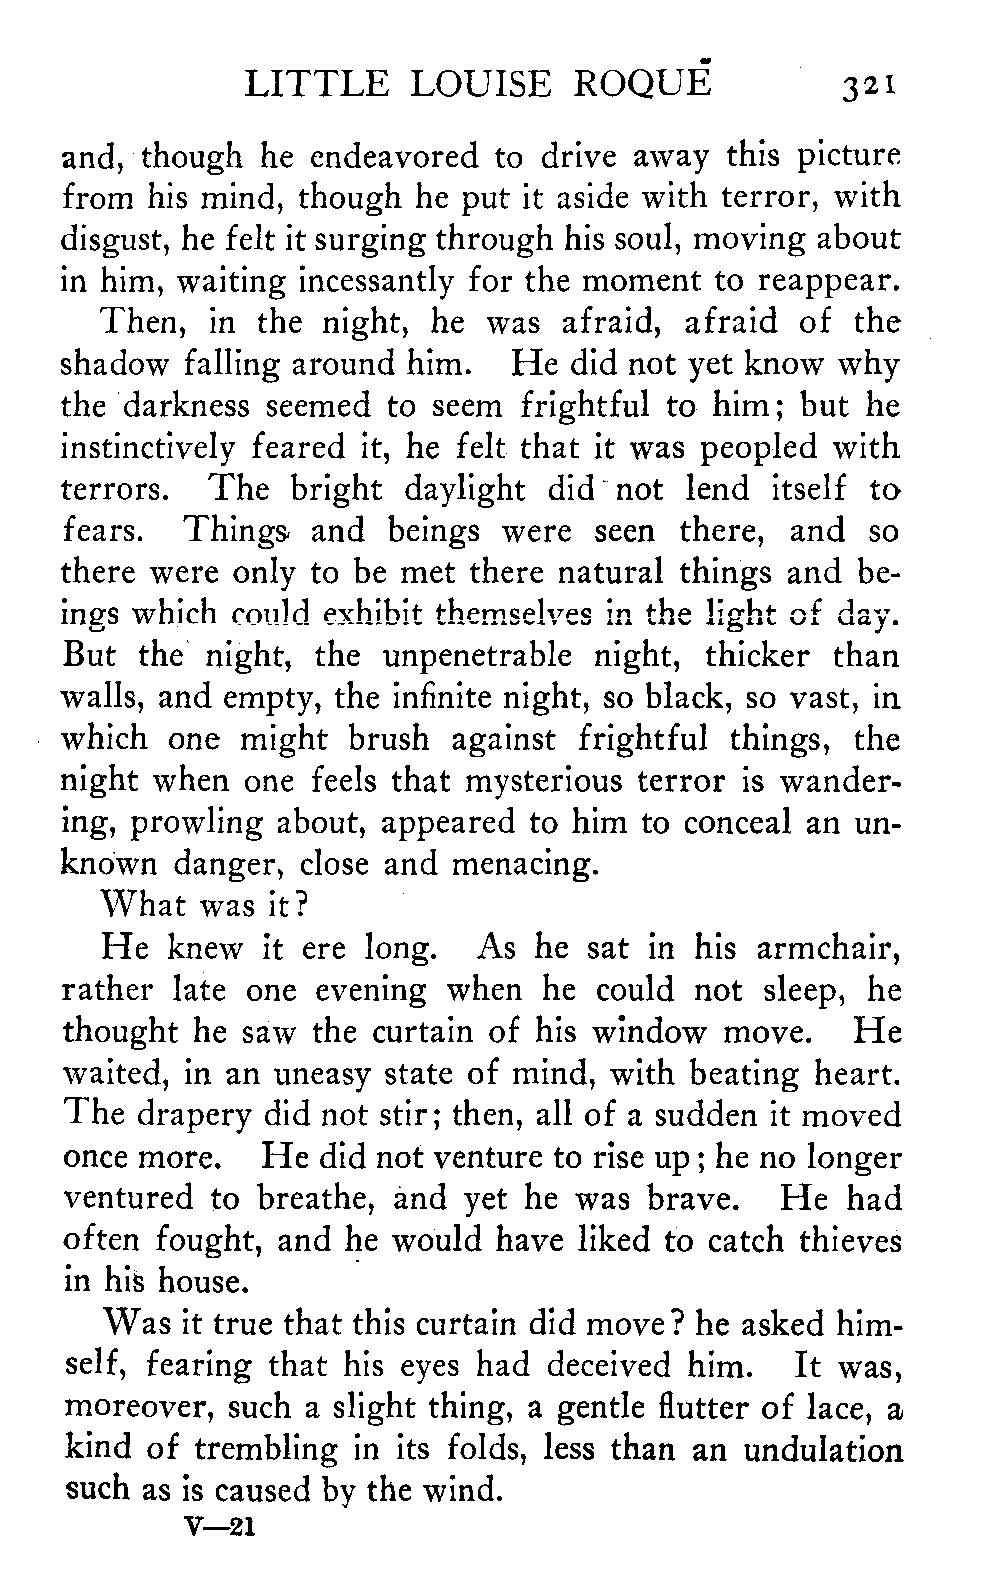 LITTLE LOUISE ROQUÉ 321
and, though he endeavored to drive away this picture
from his mind, though he put it aside with terror, with
disgust, he felt it surging through his soul, moving about
in him, waiting incessantly for the moment to reappear.
Then, in the night, he was afraid, afraid of the
shadow falling around him. He did not yet know why
the darkness seemed to seem frightful to him; but he
instinctively feared it, he felt that it was peopled with
terrors. The bright daylight did not lend itself to
fears. Things and beings were seen there, and so
there were only to be met there natural things and be-
ings which could exhibit themselves in the light of day.
But the night, the unpenetrable night, thicker than
walls, and empty, the infinite night, so black, so vast, in
which one might brush against frightful things, the
night when one feels that mysterious terror is wander-
ing, prowling about, appeared to him to conceal an un-
known danger, close and menacing.
What was it?
He knew it ere long. As he sat in his armchair,
rather late one evening when he could not sleep, he
thought he saw the curtain of his window move. He
waited, in an uneasy state of mind, with beating heart.
The drapery did not stir; then, all of a sudden it moved
once more. He did not venture to rise up; he no longer
ventured to breathe, and yet he was brave. He had
often fought, and he would have liked to catch thieves
in his house.
Was it true that this curtain did move? he asked him-
self, fearing that his eyes had deceived him. It was,
moreover, such a slight thing, a gentle flutter of lace, a
kind of trembling in its folds, less than an undulation
such as is caused by the wind.
V—21